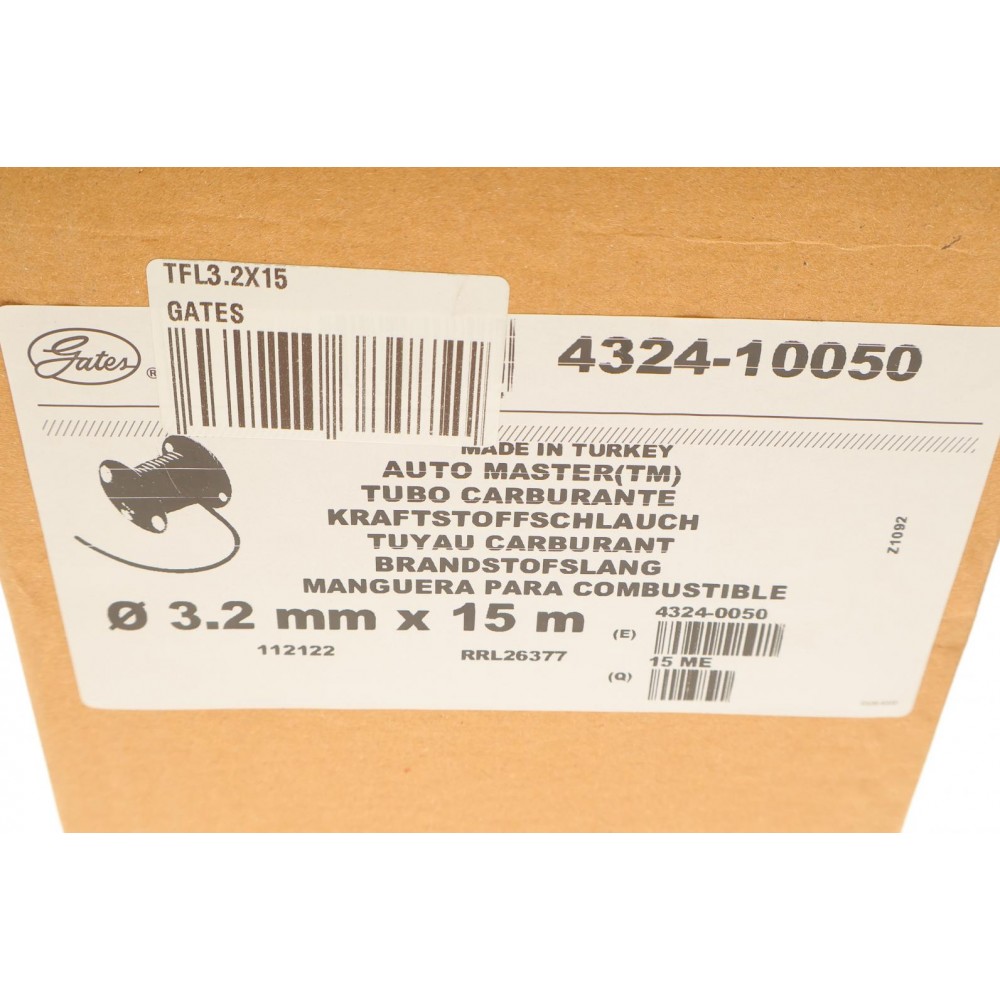 TFL3.2X15
GATES
Gates ®
4324-10050
MADE IN TURKEY
AUTO MASTER(TM)
TUBO CARBURANTE
KRAFTSTOFFSCHLAUCH
TUYAU CARBURANT
BRANDSTOFSLANG
MANGUERA PARA COMBUSTIBLE
Ø 3.2 mm x 15 m
(E) 4324-0050
(Q) 15 ME
112122
RRL26377
Z1092